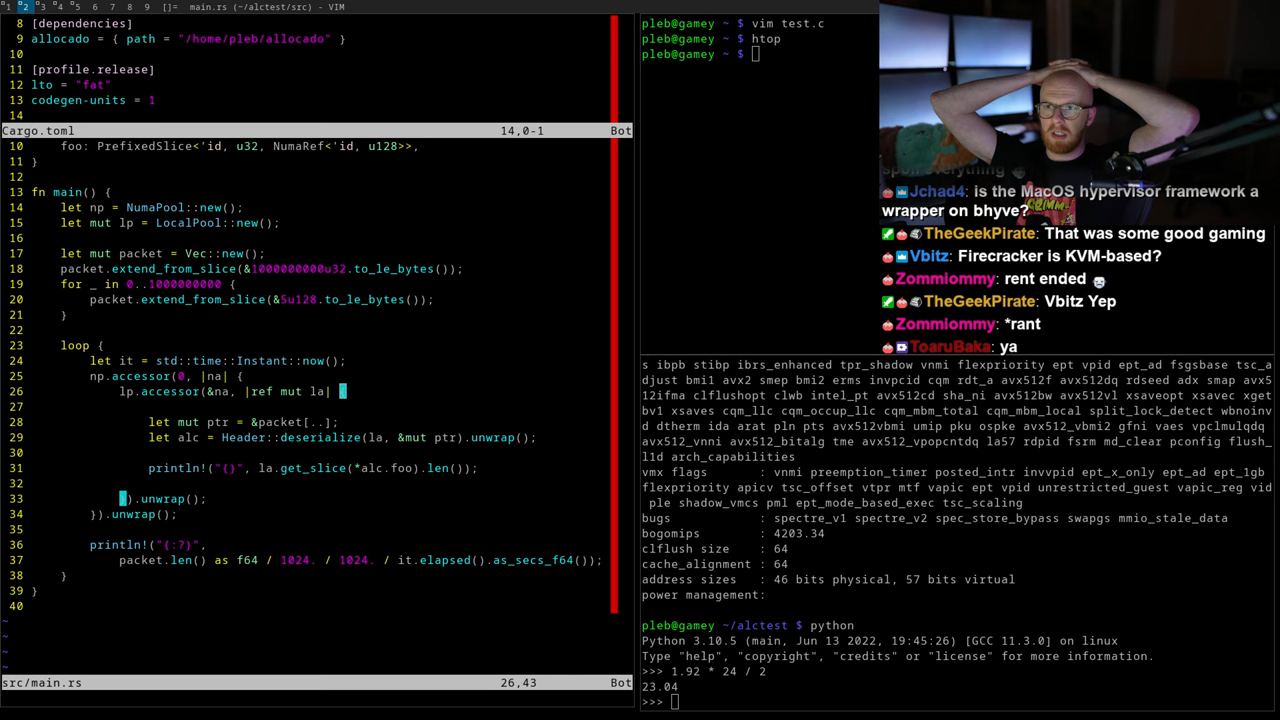 1 2 3 4 5 6 7 8 9 []= main.rs (~/alctest/src) - VIM
8 [dependencies]
9 allocado = { path = "/home/pleb/allocado" }
10
11 [profile.release]
12 lto = "fat"
13 codegen-units = 1
14
Cargo.toml 14,0-1 Bot
10 foo: PrefixedSlice<'id, u32, NumaRef<'id, u128>>,
11 }
12
13 fn main() {
14 let np = NumaPool::new();
15 let mut lp = LocalPool::new();
16
17 let mut packet = Vec::new();
18 packet.extend_from_slice(&1000000000u32.to_le_bytes());
19 for _ in 0..1000000000 {
20 packet.extend_from_slice(&5u128.to_le_bytes());
21 }
22
23 loop {
24 let it = std::time::Instant::now();
25 np.accessor(0, |na| {
26 lp.accessor(&na, |ref mut la| {
27
28 let mut ptr = &packet[..];
29 let alc = Header::deserialize(la, &mut ptr).unwrap();
30
31 println!("{}", la.get_slice(*alc.foo).len());
32
33 }).unwrap();
34 }).unwrap();
35
36 println!("{:?}",
37 packet.len() as f64 / 1024. / 1024. / it.elapsed().as_secs_f64());
38 }
39 }
40
~
~
~
~
src/main.rs 26,43 Bot
pleb@gamey ~ $ vim test.c
pleb@gamey ~ $ htop
pleb@gamey ~ $
Jchad4: is the MacOS hypervisor framework a
wrapper on bhyve?
TheGeekPirate: That was some good gaming
Vbitz: Firecracker is KVM-based?
Zommiommy: rent ended
TheGeekPirate: Vbitz Yep
Zommiommy: *rant
ToaruBaka: ya
s ibpb stibp ibrs_enhanced tpr_shadow vnmi flexpriority ept vpid ept_ad fsgsbase tsc_a
djust bmi1 avx2 smep bmi2 erms invpcid cqm rdt_a avx512f avx512dq rdseed adx smap avx5
12ifma clflushopt clwb intel_pt avx512cd sha_ni avx512bw avx512vl xsaveopt xsavec xget
bv1 xsaves cqm_llc cqm_occup_llc cqm_mbm_total cqm_mbm_local split_lock_detect wbnoinv
d dtherm ida arat pln pts avx512vbmi umip pku ospke avx512_vbmi2 gfni vaes vpclmulqdq
avx512_vnni avx512_bitalg tme avx512_vpopcntdq la57 rdpid fsrm md_clear pconfig flush_
l1d arch_capabilities
vmx flags : vnmi preemption_timer posted_intr invvpid ept_x_only ept_ad ept_1gb
flexpriority apicv tsc_offset vtpr mtf vapic ept vpid unrestricted_guest vapic_reg vid
ple shadow_vmcs pml ept_mode_based_exec tsc_scaling
bugs : spectre_v1 spectre_v2 spec_store_bypass swapgs mmio_stale_data
bogomips : 4203.34
clflush size : 64
cache_alignment : 64
address sizes : 46 bits physical, 57 bits virtual
power management:
pleb@gamey ~/alctest $ python
Python 3.10.5 (main, Jun 13 2022, 19:45:26) [GCC 11.3.0] on linux
Type "help", "copyright", "credits" or "license" for more information.
>>> 1.92 * 24 / 2
23.04
>>>